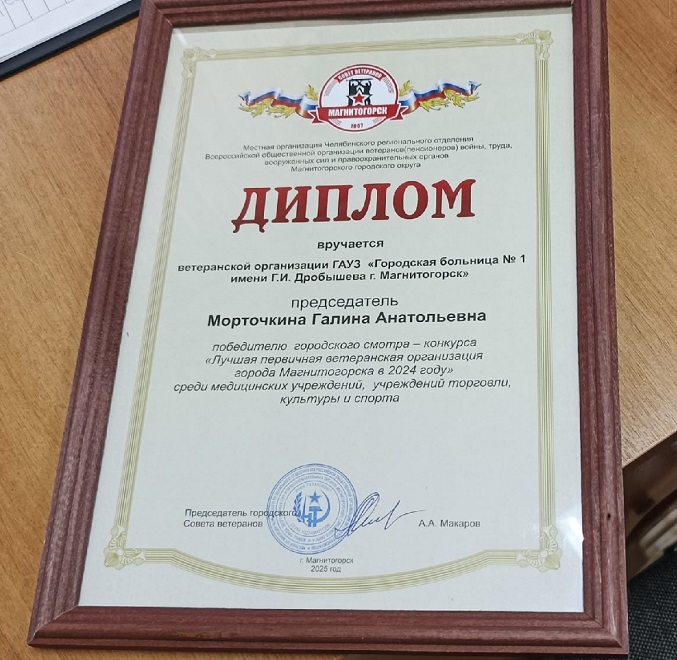 СОВЕТ ВЕТЕРАНОВ
МАГНИТОГОРСК
1987
Местная организация Челябинского регионального отделения
Всероссийской общественной организации ветеранов(пенсионеров) войны, труда,
вооруженных сил и правоохранительных органов
Магнитогорского городского округа
ДИПЛОМ
вручается
ветеранской организации ГАУЗ «Городская больница № 1
имени Г.И. Дробышева г. Магнитогорск»
председатель
Морточкина Галина Анатольевна
победителю городского смотра – конкурса
«Лучшая первичная ветеранская организация
города Магнитогорска в 2024 году»
среди медицинских учреждений, учреждений торговли,
культуры и спорта
Председатель городского
Совета ветеранов
А.А. Макаров
г. Магнитогорск
2025 год